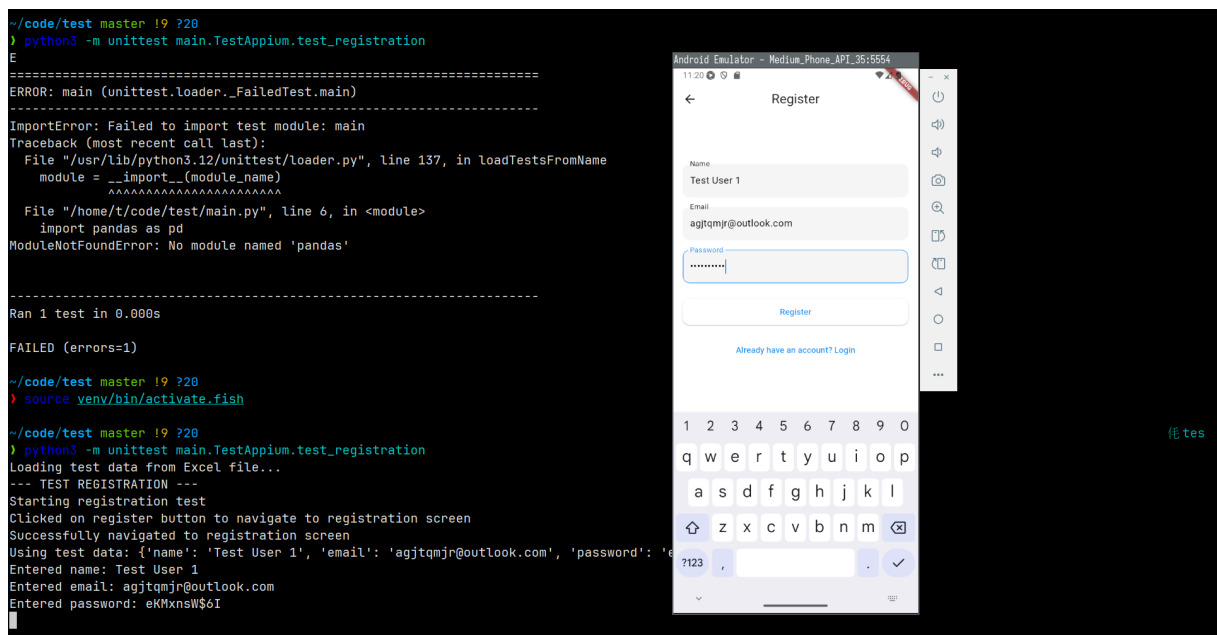 ~/code/test master !9 ?20
❯ python3 -m unittest main.TestAppium.test_registration
E
======================================================================
ERROR: main (unittest.loader._FailedTest.main)
----------------------------------------------------------------------
ImportError: Failed to import test module: main
Traceback (most recent call last):
  File "/usr/lib/python3.12/unittest/loader.py", line 137, in loadTestsFromName
    module = __import__(module_name)
             ^^^^^^^^^^^^^^^^^^^^^^^
  File "/home/t/code/test/main.py", line 6, in <module>
    import pandas as pd
ModuleNotFoundError: No module named 'pandas'
----------------------------------------------------------------------
Ran 1 test in 0.000s
FAILED (errors=1)
~/code/test master !9 ?20
❯ source venv/bin/activate.fish
~/code/test master !9 ?20
❯ python3 -m unittest main.TestAppium.test_registration
tes
Loading test data from Excel file...
--- TEST REGISTRATION ---
Starting registration test
Clicked on register button to navigate to registration screen
Successfully navigated to registration screen
Using test data: {'name': 'Test User 1', 'email': 'agjtqmjr@outlook.com', 'password': 'e
Entered name: Test User 1
Entered email: agjtqmjr@outlook.com
Entered password: eKMxnsW$6I
Android Emulator - Medium_Phone_API_35:5554
11:20
Register
Name
Test User 1
Email
agjtqmjr@outlook.com
Password
••••••••••
Register
Already have an account? Login
1 2 3 4 5 6 7 8 9 0
q w e r t y u i o p
a s d f g h j k l
z x c v b n m
?123 , .